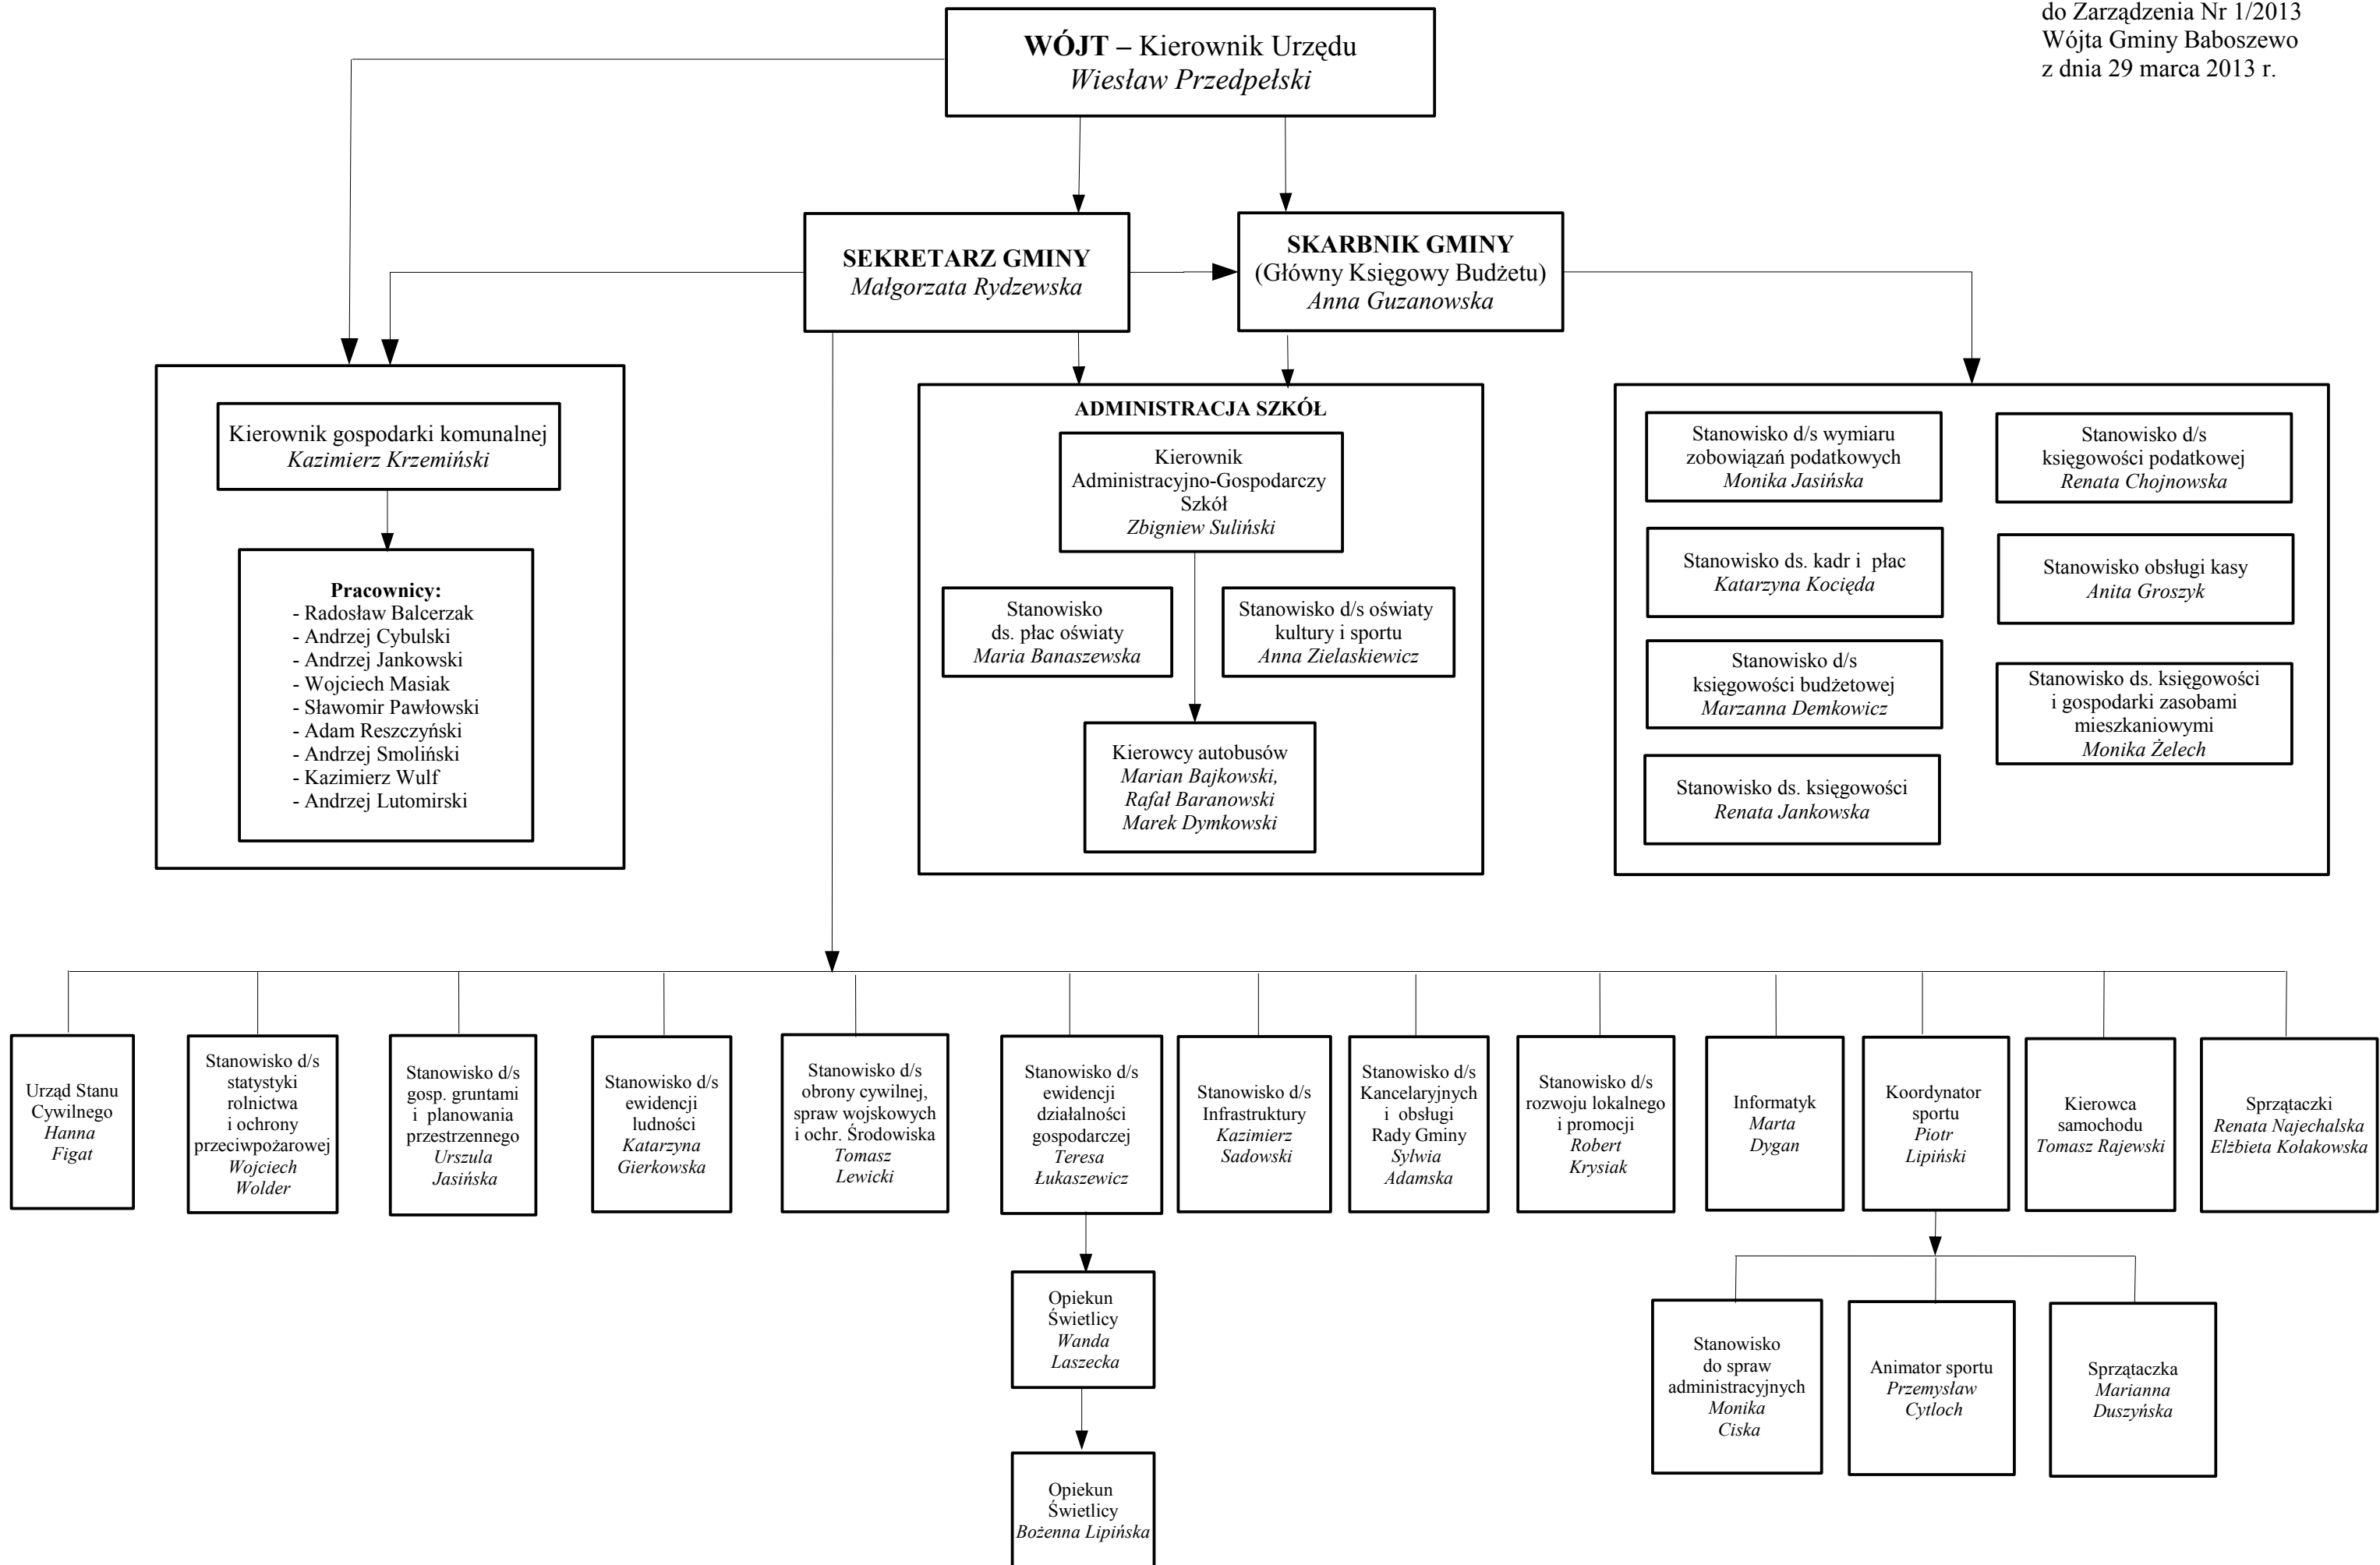 do Zarządzenia Nr 1/2013
Wójta Gminy Baboszewo
z dnia 29 marca 2013 r.
WÓJT – Kierownik Urzędu
Wiesław Przedpełski
SEKRETARZ GMINY
Małgorzata Rydzewska
SKARBNIK GMINY
(Główny Księgowy Budżetu)
Anna Guzanowska
Kierownik gospodarki komunalnej
Kazimierz Krzemiński
Pracownicy:
- Radosław Balcerzak
- Andrzej Cybulski
- Andrzej Jankowski
- Wojciech Masiak
- Sławomir Pawłowski
- Adam Reszczyński
- Andrzej Smoliński
- Kazimierz Wulf
- Andrzej Lutomirski
ADMINISTRACJA SZKÓŁ
Kierownik
Administracyjno-Gospodarczy
Szkół
Zbigniew Suliński
Stanowisko
ds. płac oświaty
Maria Banaszewska
Stanowisko d/s oświaty
kultury i sportu
Anna Zielaskiewicz
Kierowcy autobusów
Marian Bajkowski,
Rafał Baranowski
Marek Dymkowski
Stanowisko d/s wymiaru
zobowiązań podatkowych
Monika Jasińska
Stanowisko d/s
księgowości podatkowej
Renata Chojnowska
Stanowisko ds. kadr i płac
Katarzyna Kocięda
Stanowisko obsługi kasy
Anita Groszyk
Stanowisko d/s
księgowości budżetowej
Marzanna Demkowicz
Stanowisko ds. księgowości
i gospodarki zasobami
mieszkaniowymi
Monika Żelech
Stanowisko ds. księgowości
Renata Jankowska
Urząd Stanu
Cywilnego
Hanna
Figat
Stanowisko d/s
statystyki
rolnictwa
i ochrony
przeciwpożarowej
Wojciech
Wolder
Stanowisko d/s
gosp. gruntami
i planowania
przestrzennego
Urszula
Jasińska
Stanowisko d/s
ewidencji
ludności
Katarzyna
Gierkowska
Stanowisko d/s
obrony cywilnej,
spraw wojskowych
i ochr. Środowiska
Tomasz
Lewicki
Stanowisko d/s
ewidencji
działalności
gospodarczej
Teresa
Łukaszewicz
Stanowisko d/s
Infrastruktury
Kazimierz
Sadowski
Stanowisko d/s
Kancelaryjnych
i obsługi
Rady Gminy
Sylwia
Adamska
Stanowisko d/s
rozwoju lokalnego
i promocji
Robert
Krysiak
Informatyk
Marta
Dygan
Koordynator
sportu
Piotr
Lipiński
Kierowca
samochodu
Tomasz Rajewski
Sprzątaczki
Renata Najechalska
Elżbieta Kołakowska
Opiekun
Świetlicy
Wanda
Laszecka
Opiekun
Świetlicy
Bożenna Lipińska
Stanowisko
do spraw
administracyjnych
Monika
Ciska
Animator sportu
Przemysław
Cytloch
Sprzątaczka
Marianna
Duszyńska